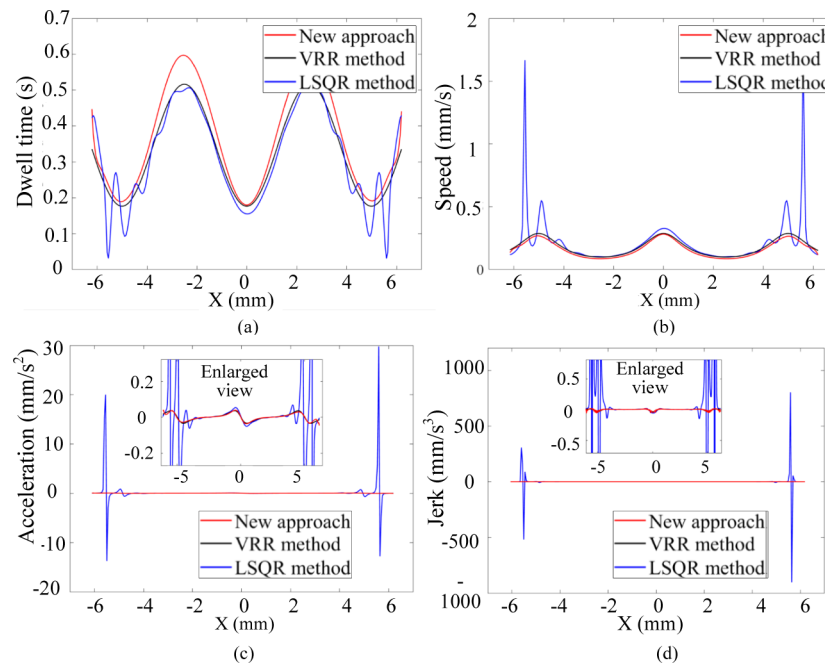 0.7
0.6
0.5
0.4
0.3
0.2
0.1
0
Dwell time (s)
New approach
VRR method
LSQR method
-6 -4 -2 0 2 4 6
X (mm)
(a)
2
1.5
1
0.5
0
Speed (mm/s)
New approach
VRR method
LSQR method
-6 -4 -2 0 2 4 6
X (mm)
(b)
30
20
10
0
-10
-20
Acceleration (mm/s²)
0.2
0
-0.2
Enlarged
view
-5 0 5
New approach
VRR method
LSQR method
-6 -4 -2 0 2 4 6
X (mm)
(c)
1000
500
0
-500
-
1000
Jerk (mm/s³)
0.5
0
-0.5
Enlarged
view
-5 0 5
New approach
VRR method
LSQR method
-6 -4 -2 0 2 4 6
X (mm)
(d)